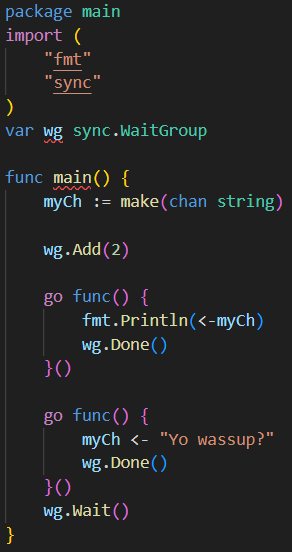 package main
import (
    "fmt"
    "sync"
)
var wg sync.WaitGroup

func main() {
    myCh := make(chan string)

    wg.Add(2)

    go func() {
        fmt.Println(<-myCh)
        wg.Done()
    }()

    go func() {
        myCh <- "Yo wassup?"
        wg.Done()
    }()
    wg.Wait()
}